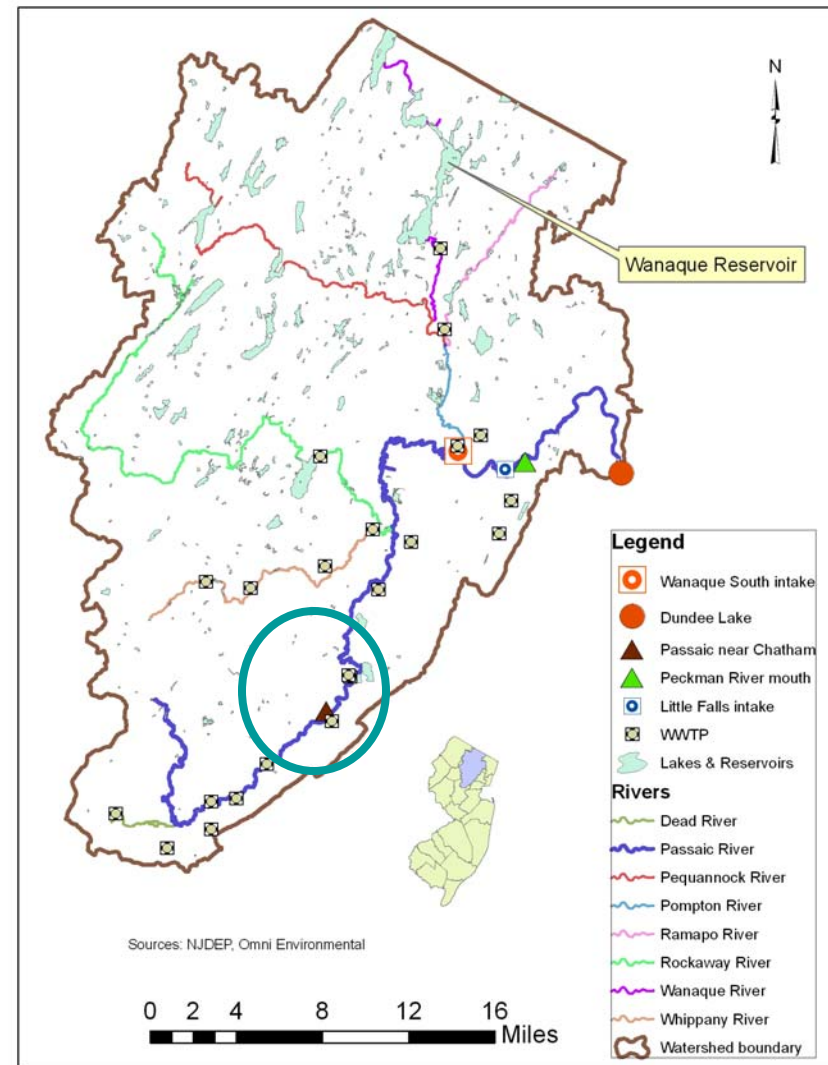 N
Wanaque Reservoir
Legend
Wanaque South intake
Dundee Lake
Passaic near Chatham
Peckman River mouth
Little Falls intake
WWTP
Lakes & Reservoirs
Rivers
Dead River
Passaic River
Pequannock River
Pompton River
Ramapo River
Rockaway River
Wanaque River
Whippany River
Watershed boundary
Sources: NJDEP, Omni Environmental
0 2 4 8 12 16
Miles